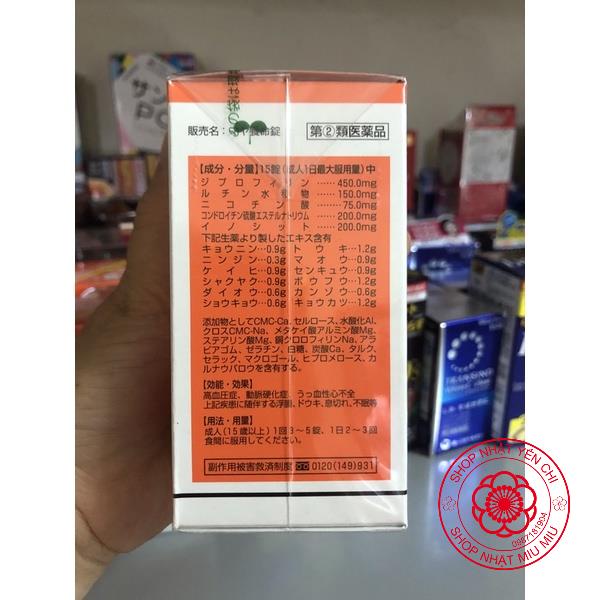 の袋は環
販売名：
養命錠
指②類医薬品
【成分・分量】15錠(成人1日最大服用量)中
ジプロフィリン 450.0mg
ルチン水和物 150.0mg
ニコチン酸 75.0mg
コンドロイチン硫酸エステルナトリウム 200.0mg
イノシット 200.0mg
下記生薬より製したエキス含有
キョウニン…0.9g トウキ…1.2g
ニンジン…0.3g マオウ…0.9g
ケイヒ…0.9g センキュウ…0.9g
シャクヤク…0.9g ボウフウ…1.2g
ダイオウ…0.6g カンゾウ…0.6g
ショウキョウ…0.6g キョウカツ…1.2g
添加物としてCMC-Ca、セルロース、水酸化Al、
クロスCMC-Na、メタケイ酸アルミン酸Mg、
ステアリン酸Mg、銅クロロフィリンNa、アラ
ビアゴム、ゼラチン、白糖、炭酸Ca、タルク、
セラック、マクロゴール、ヒプロメロース、カ
ルナウバロウを含有する。
【効能・効果】
高血圧症、動脈硬化症、うっ血性心不全
上記疾患に随伴する浮腫、ドウキ、息切れ、不眠等
【用法・用量】
成人(15歳以上)1回3〜5錠、1日2〜3回
食間に服用してください。
副作用被害救済制度 0120(149)931
サン
PC
TRANSINO
SHOP NHẬT YẾN CHI
0967181904
SHOP NHẬT MIU MIU